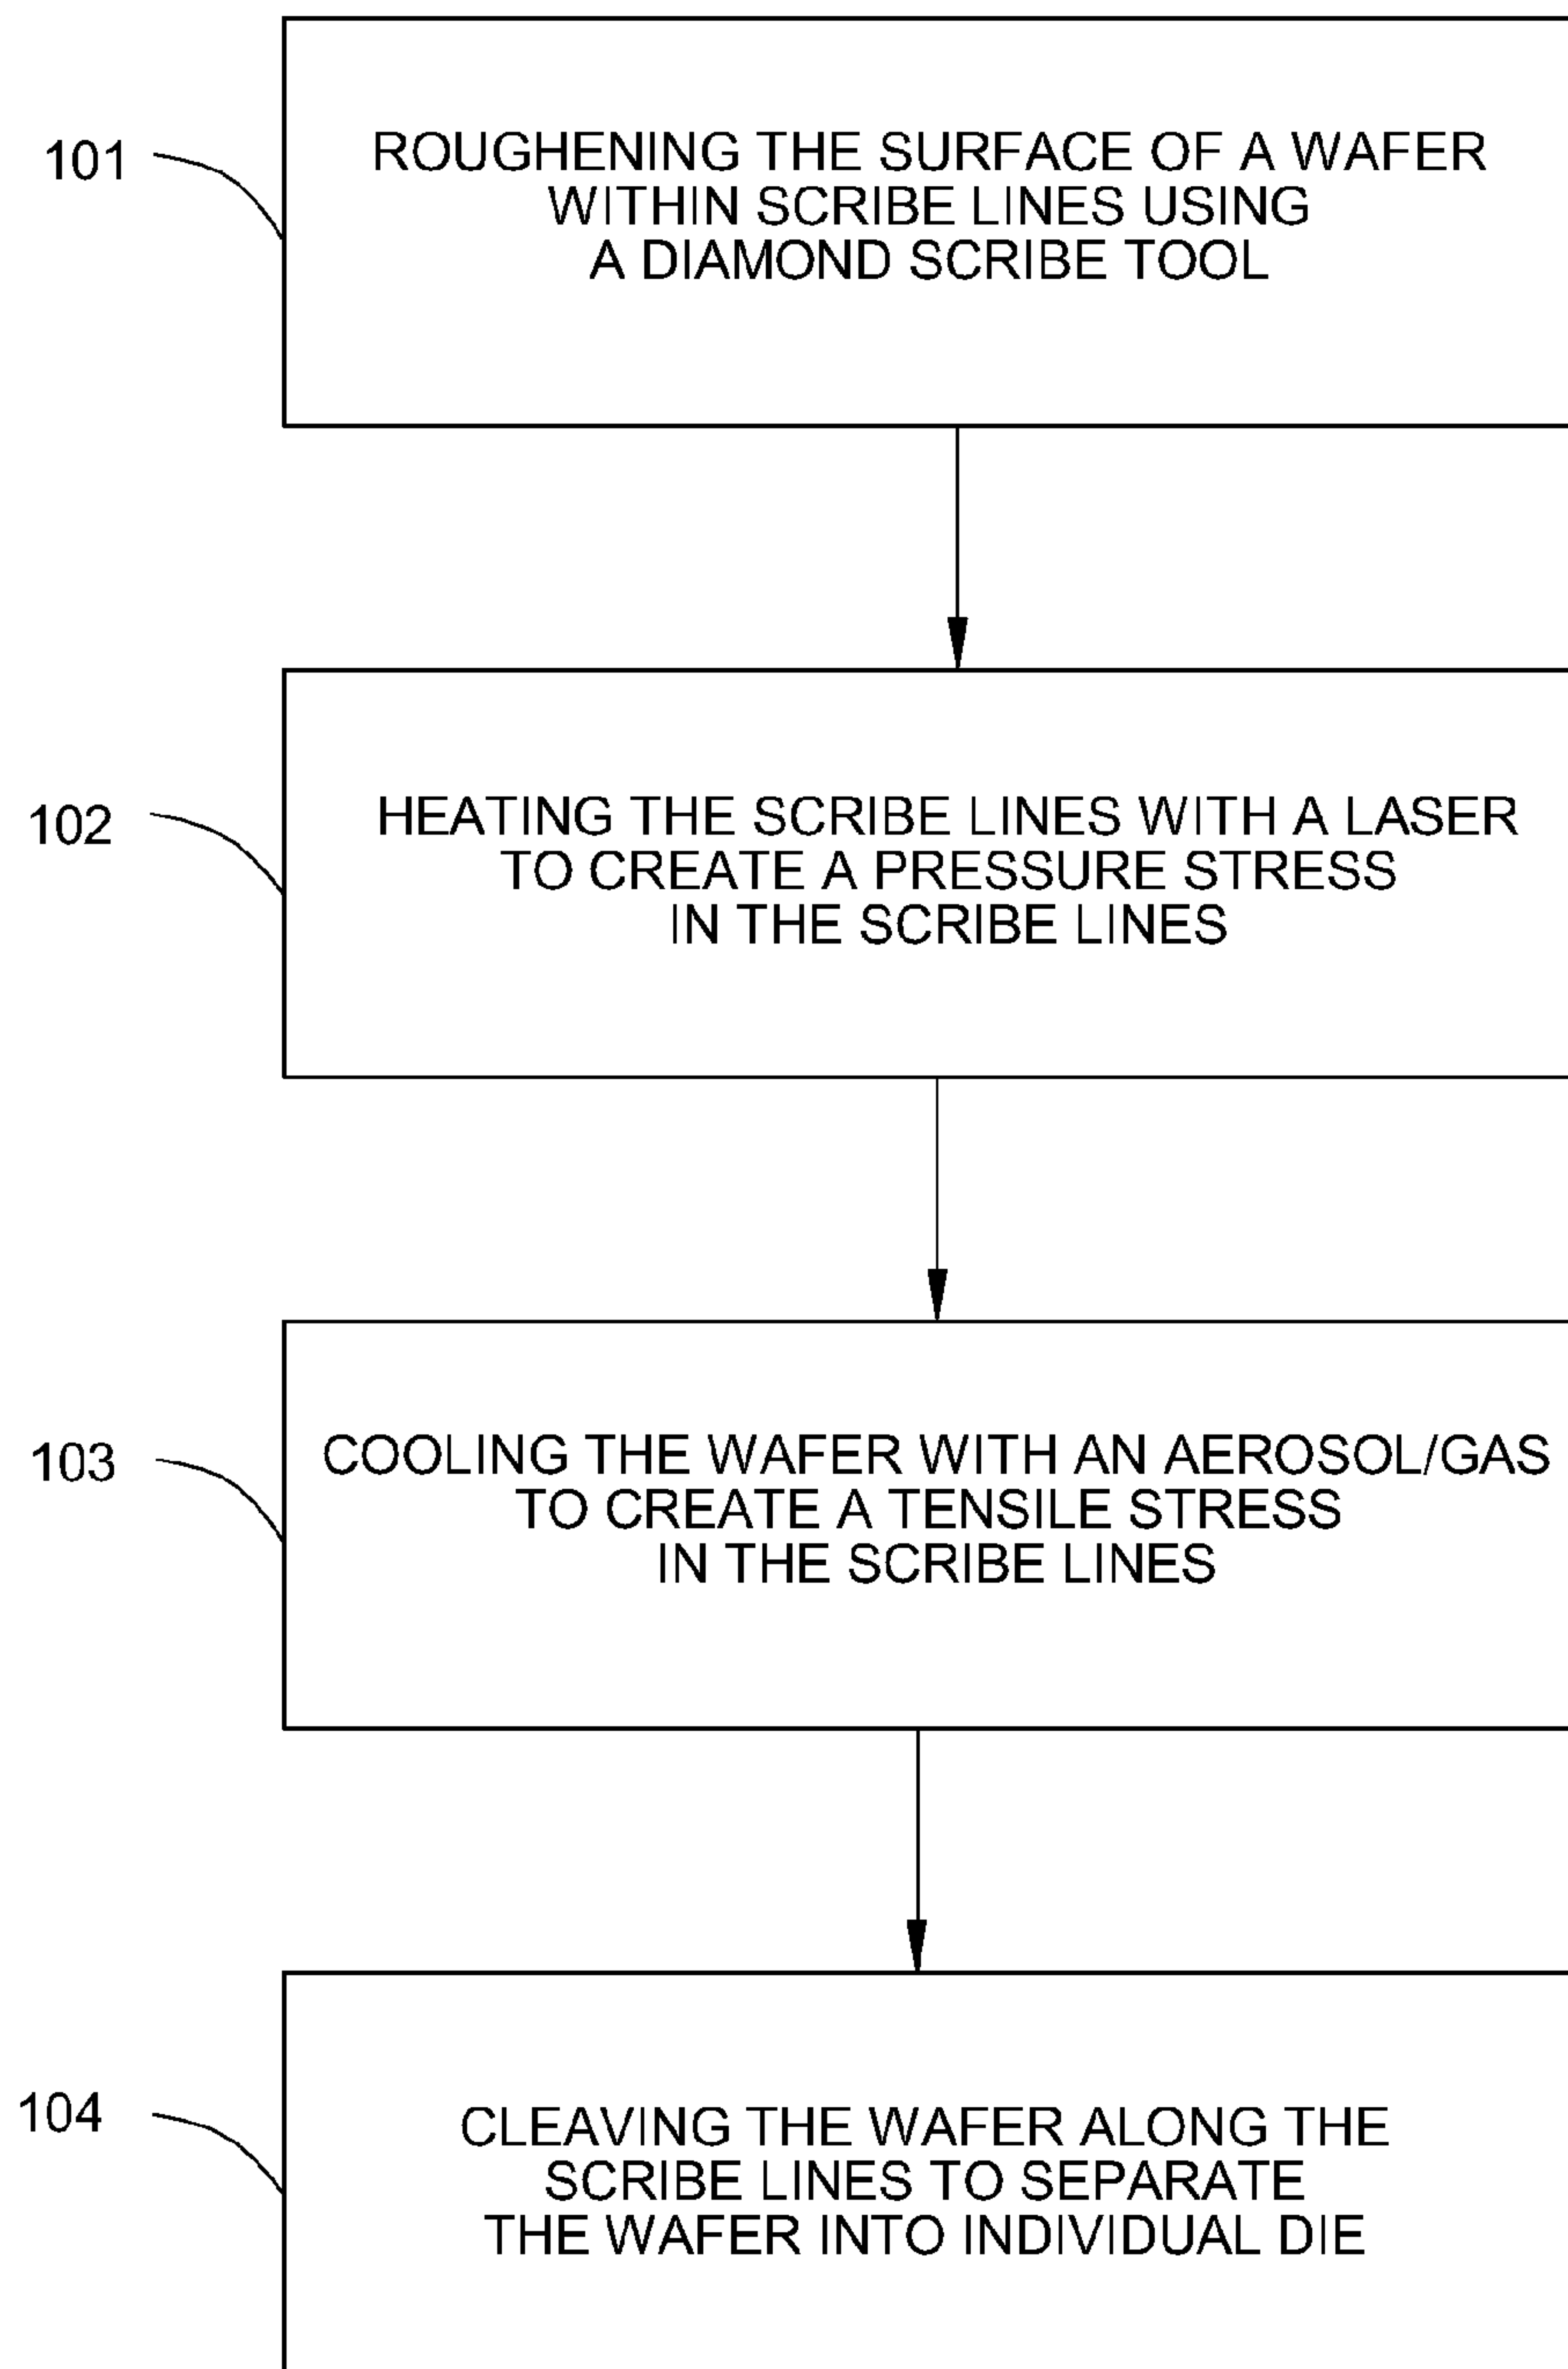 101
ROUGHENING THE SURFACE OF A WAFER
WITHIN SCRIBE LINES USING
A DIAMOND SCRIBE TOOL
102
HEATING THE SCRIBE LINES WITH A LASER
TO CREATE A PRESSURE STRESS
IN THE SCRIBE LINES
103
COOLING THE WAFER WITH AN AEROSOL/GAS
TO CREATE A TENSILE STRESS
IN THE SCRIBE LINES
104
CLEAVING THE WAFER ALONG THE
SCRIBE LINES TO SEPARATE
THE WAFER INTO INDIVIDUAL DIE